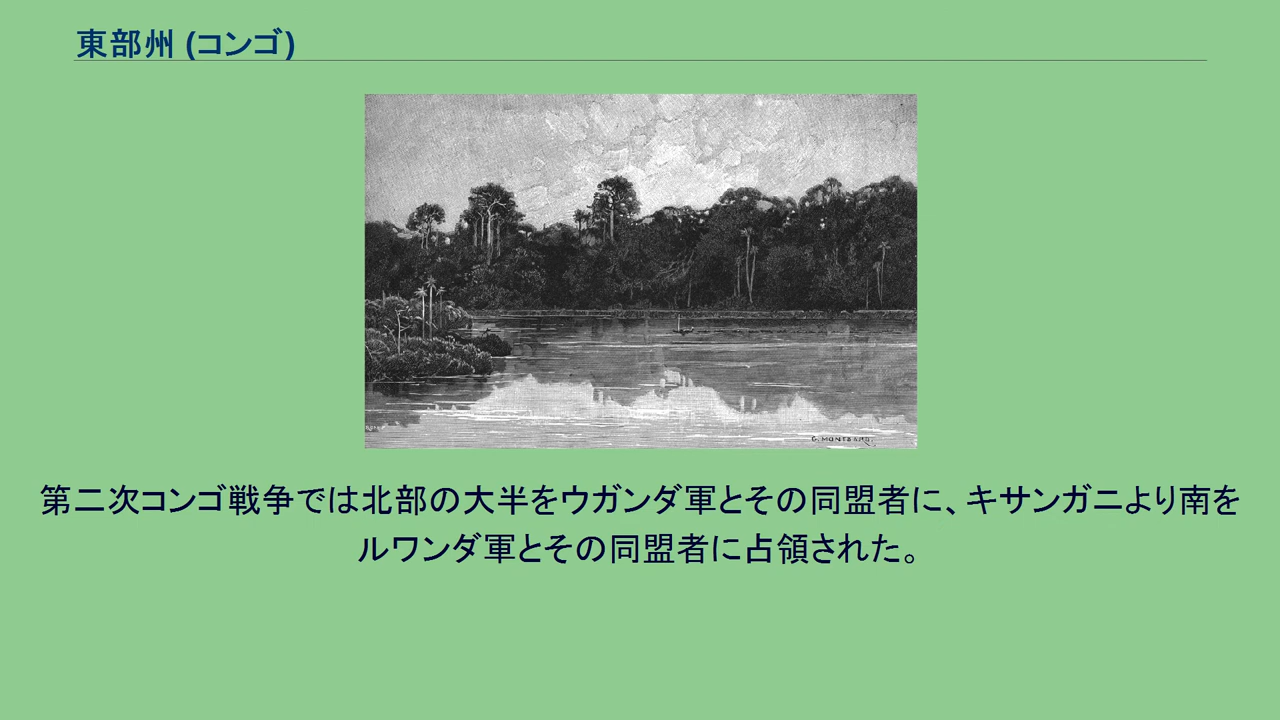 東部州 (コンゴ)
G. MONTBARD.
第二次コンゴ戦争では北部の大半をウガンダ軍とその同盟者に、キサンガニより南を
ルワンダ軍とその同盟者に占領された。